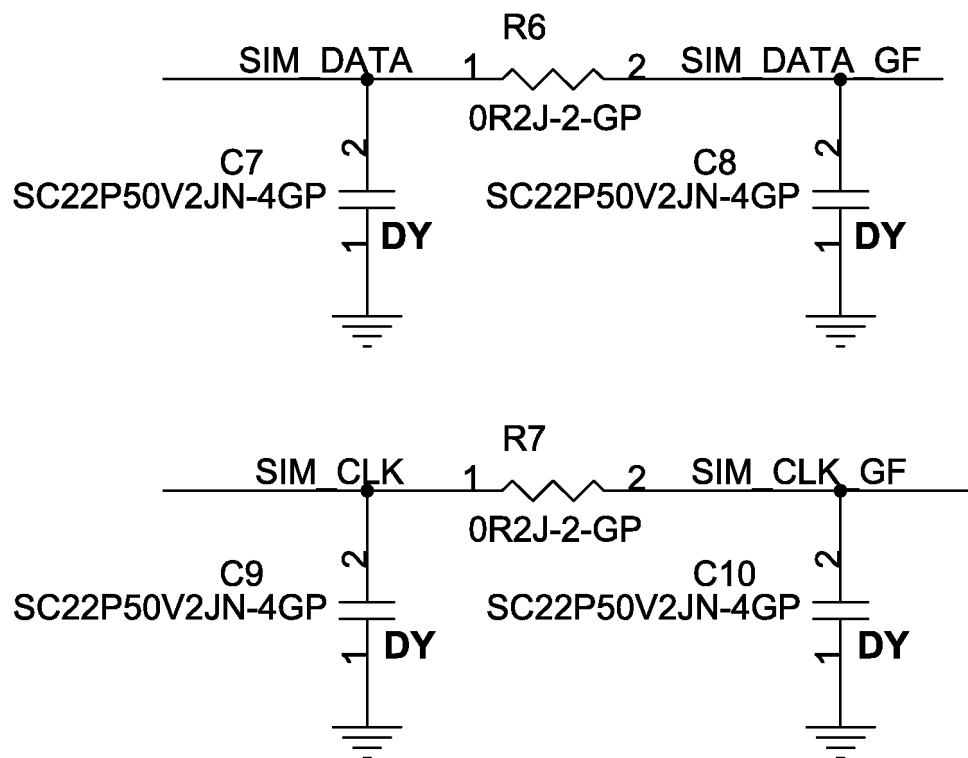 R6
SIM_DATA 1 2 SIM_DATA_GF
0R2J-2-GP
2 2
C7 C8
SC22P50V2JN-4GP SC22P50V2JN-4GP
1 DY 1 DY
R7
SIM_CLK 1 2 SIM_CLK_GF
0R2J-2-GP
2 2
C9 C10
SC22P50V2JN-4GP SC22P50V2JN-4GP
1 DY 1 DY